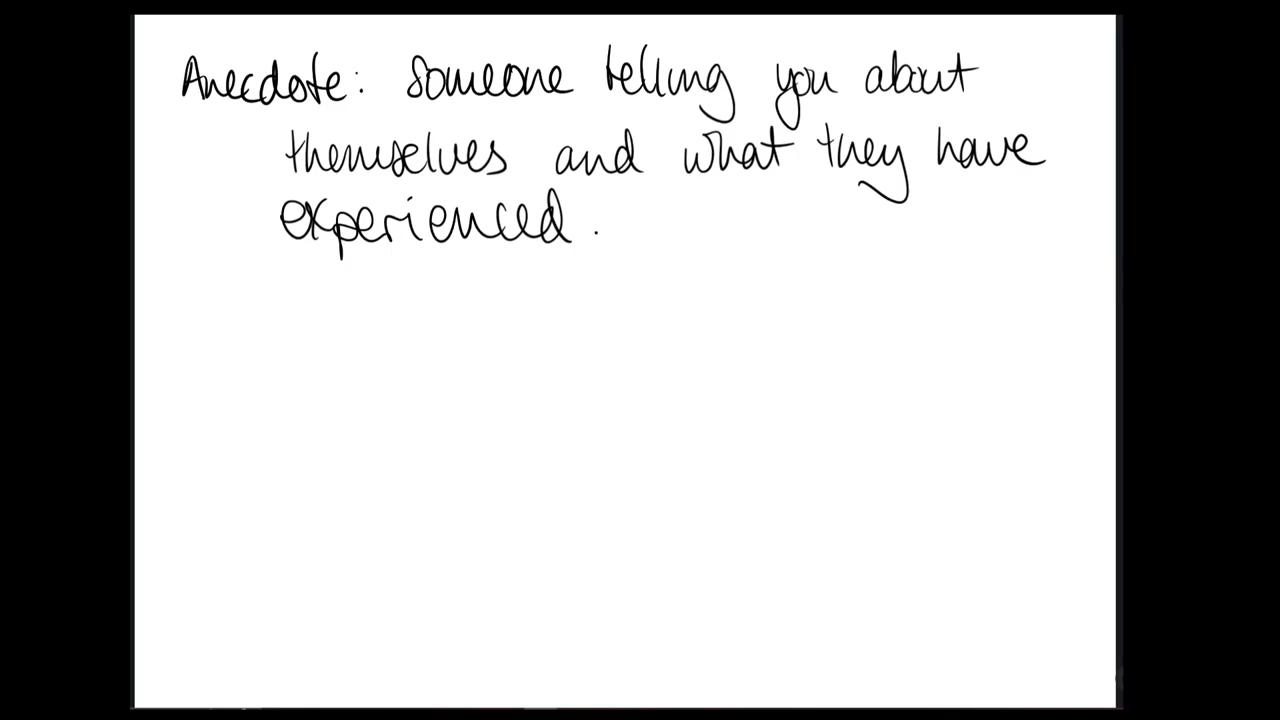 Anecdote: someone telling you about
themselves and what they have
experienced.